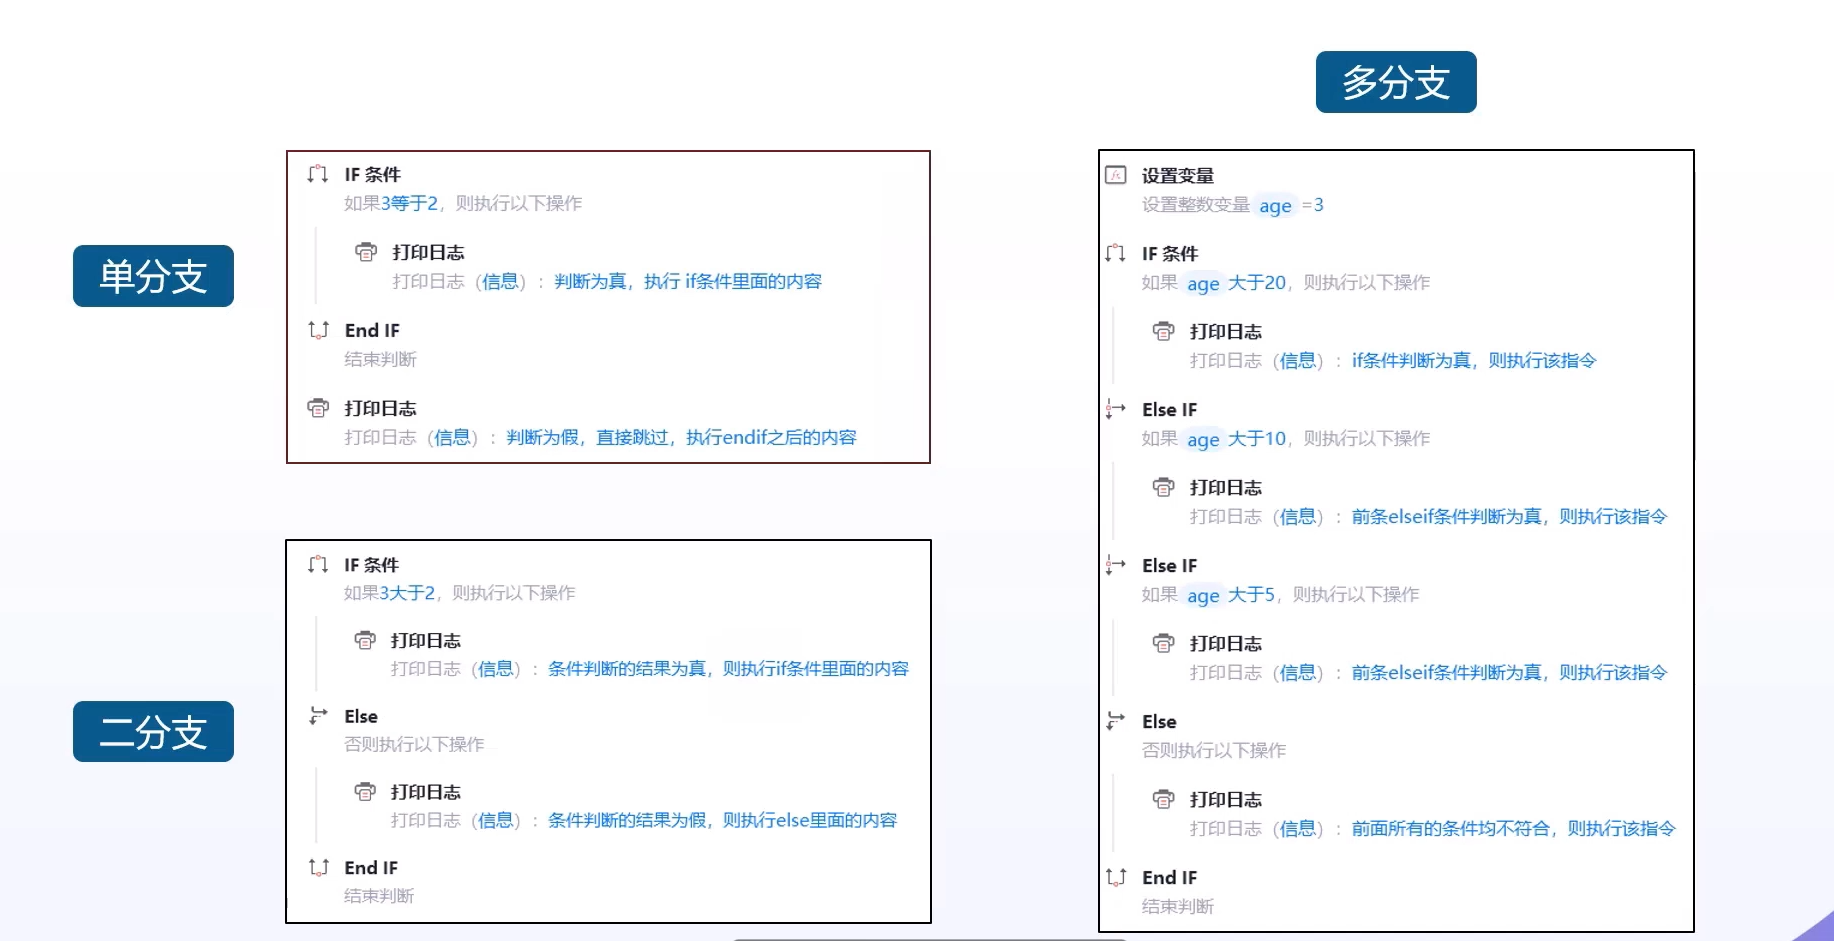 单分支
IF 条件
如果3等于2，则执行以下操作
打印日志
打印日志（信息）：判断为真，执行 if条件里面的内容
End IF
结束判断
打印日志
打印日志（信息）：判断为假，直接跳过，执行endif之后的内容
二分支
IF 条件
如果3大于2，则执行以下操作
打印日志
打印日志（信息）：条件判断的结果为真，则执行if条件里面的内容
Else
否则执行以下操作
打印日志
打印日志（信息）：条件判断的结果为假，则执行else里面的内容
End IF
结束判断
多分支
设置变量
设置整数变量 age =3
IF 条件
如果 age 大于20，则执行以下操作
打印日志
打印日志（信息）：if条件判断为真，则执行该指令
Else IF
如果 age 大于10，则执行以下操作
打印日志
打印日志（信息）：前条elseif条件判断为真，则执行该指令
Else IF
如果 age 大于5，则执行以下操作
打印日志
打印日志（信息）：前条elseif条件判断为真，则执行该指令
Else
否则执行以下操作
打印日志
打印日志（信息）：前面所有的条件均不符合，则执行该指令
End IF
结束判断